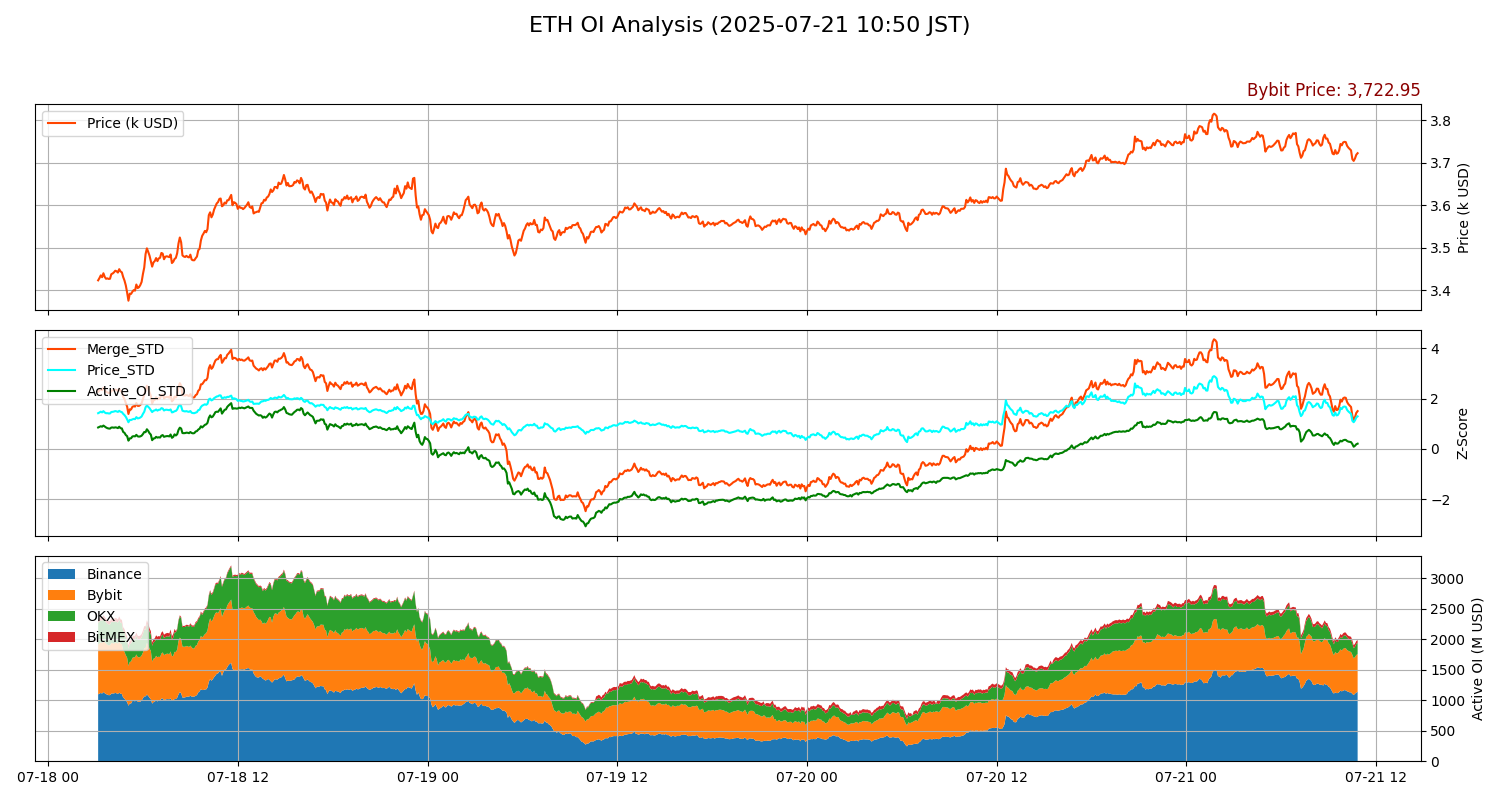 ETH OI Analysis (2025-07-21 10:50 JST)
Bybit Price: 3,722.95
Price (k USD)
3.8
3.7
3.6
3.5
3.4
Price (k USD)
Merge_STD
Price_STD
Active_OI_STD
4
2
0
−2
Z-Score
Binance
Bybit
OKX
BitMEX
3000
2500
2000
1500
1000
500
0
Active OI (M USD)
07-18 00
07-18 12
07-19 00
07-19 12
07-20 00
07-20 12
07-21 00
07-21 12